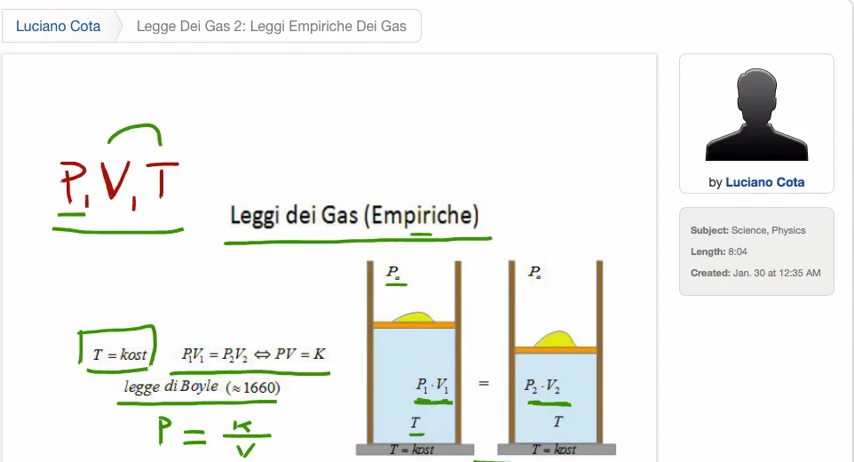 Luciano Cota
Legge Dei Gas 2: Leggi Empiriche Dei Gas
by Luciano Cota
Subject: Science, Physics
Length: 8:04
Created: Jan. 30 at 12:35 AM
P, V, T
Leggi dei Gas (Empiriche)
Pₐ
Pₐ
T = kost
P₁V₁ = P₂V₂ ⇔ PV = K
legge di Boyle (≈1660)
P = K/V
P₁·V₁ = P₂·V₂
T
T
T = kost
T = kost